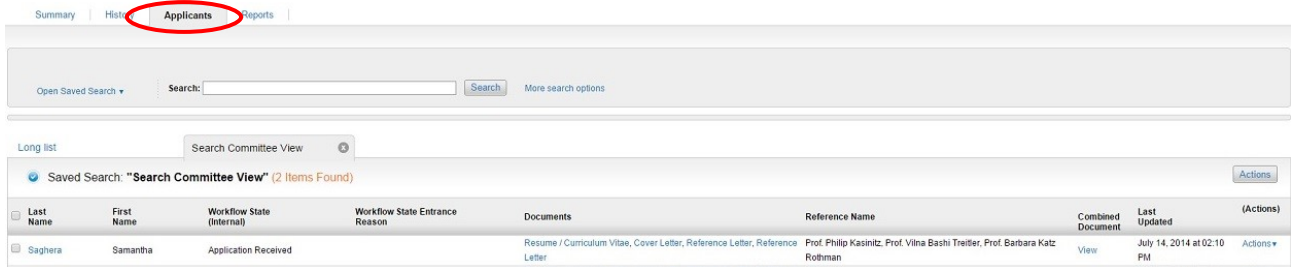 Summary History Applicants Reports
Open Saved Search Search: Search More search options
Long list Search Committee View
Saved Search: "Search Committee View" (2 Items Found) Actions
Last Name First Name Workflow State (Internal) Workflow State Entrance Reason Documents Reference Name Combined Document Last Updated (Actions)
Saghera Samantha Application Received Resume / Curriculum Vitae, Cover Letter, Reference Letter, Reference Letter Prof. Philip Kasinitz, Prof. Vilna Bashi Treitler, Prof. Barbara Katz Rothman View July 14, 2014 at 02:10 PM Actions